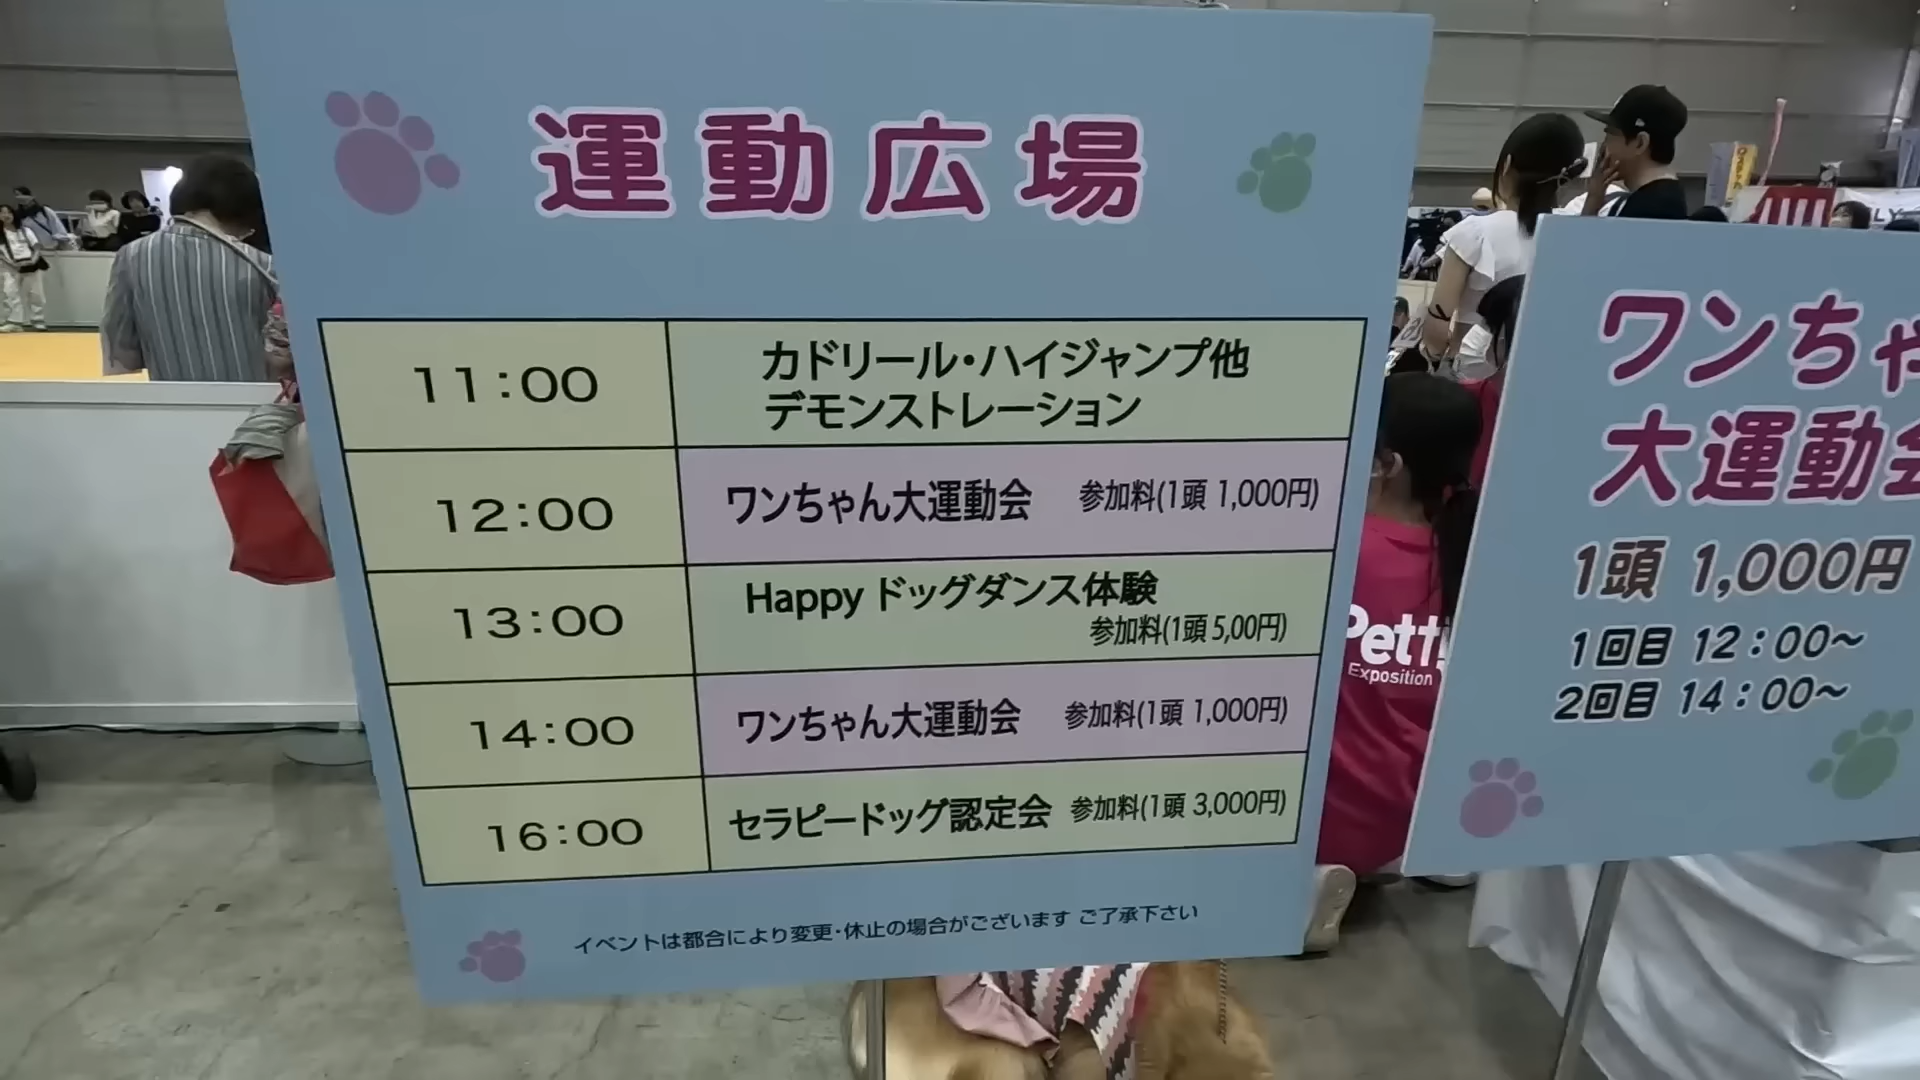 運動広場
11:00 カドリール・ハイジャンプ他
デモンストレーション
12:00 ワンちゃん大運動会 参加料(1頭 1,000円)
13:00 Happy ドッグダンス体験
参加料(1頭 5,00円)
14:00 ワンちゃん大運動会 参加料(1頭 1,000円)
16:00 セラピードッグ認定会 参加料(1頭 3,000円)
イベントは都合により変更・休止の場合がございます ご了承下さい
ワンちゃ
大運動会
1頭 1,000円
1回目 12:00~
2回目 14:00~
Exposition